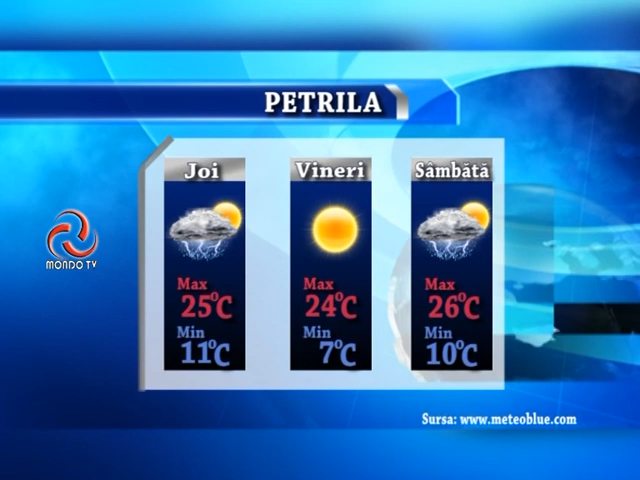 PETRILA
Joi Vineri Sâmbătă
Max Max Max
25°C 24°C 26°C
Min Min Min
11°C 7°C 10°C
MONDO TV
Sursa: www.meteoblue.com